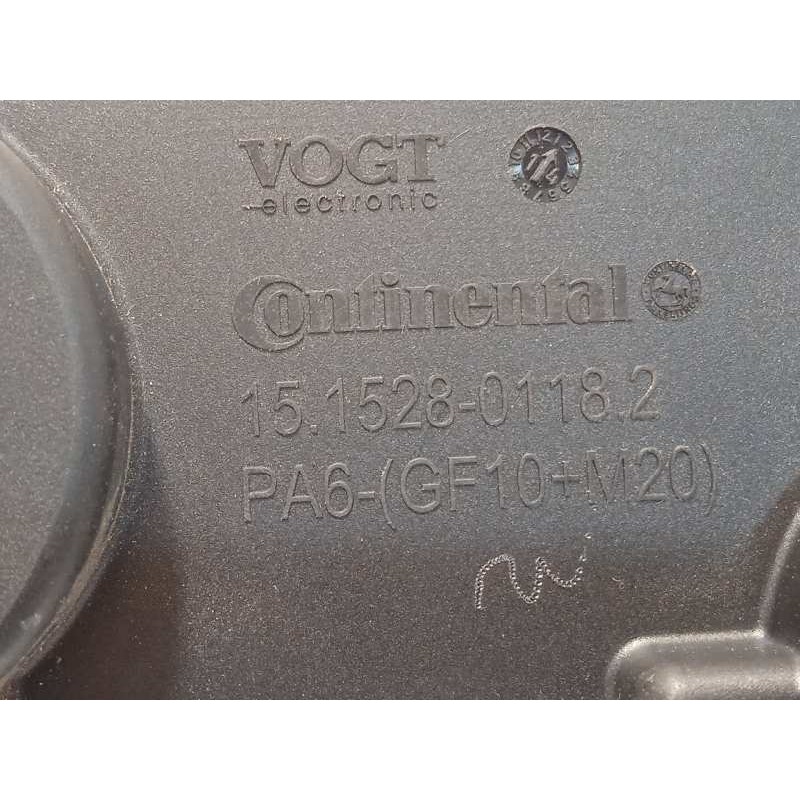 VOGT
electronic
Continental
15.1528-0118.2
PA6-(GF10+M20)